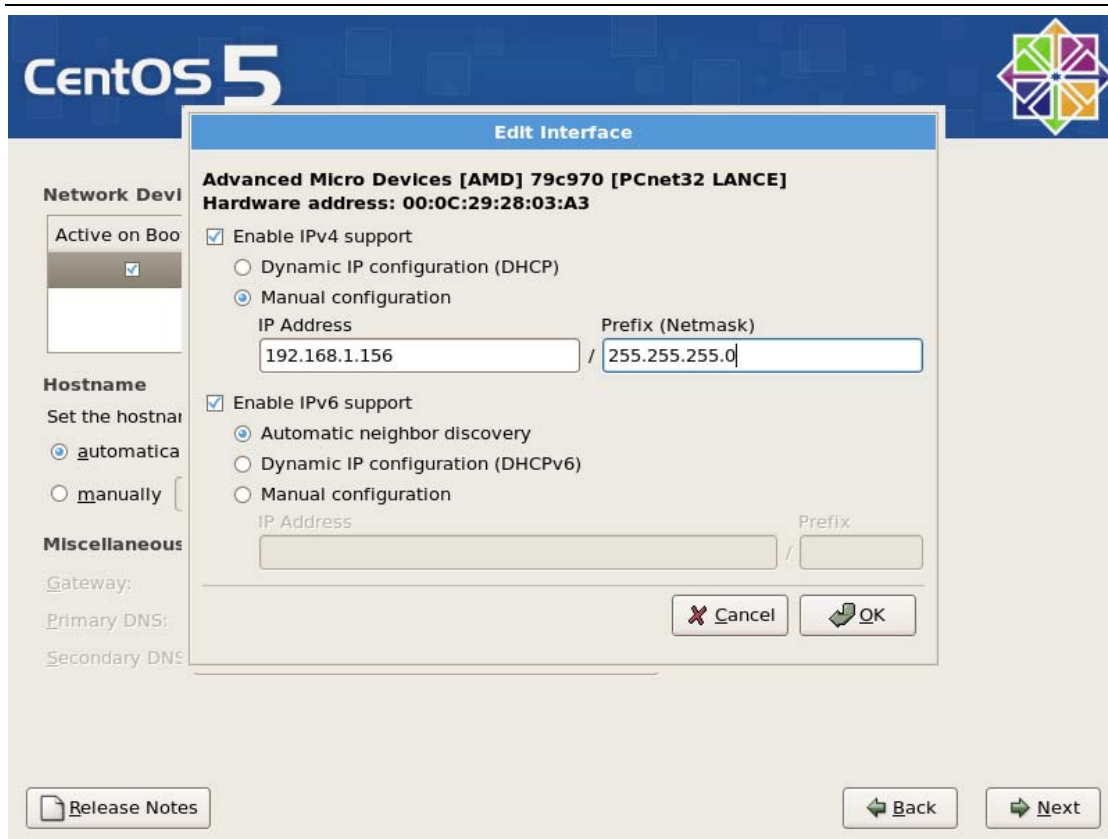 CentOS 5
Edit Interface
Advanced Micro Devices [AMD] 79c970 [PCnet32 LANCE]
Hardware address: 00:0C:29:28:03:A3
Network Devi
Active on Boo
Enable IPv4 support
Dynamic IP configuration (DHCP)
Manual configuration
IP Address Prefix (Netmask)
192.168.1.156 / 255.255.255.0
Hostname
Set the hostnar
automatica
manually
Enable IPv6 support
Automatic neighbor discovery
Dynamic IP configuration (DHCPv6)
Manual configuration
IP Address Prefix
/
Miscellaneous
Gateway:
Primary DNS:
Secondary DNS
Cancel OK
Release Notes Back Next